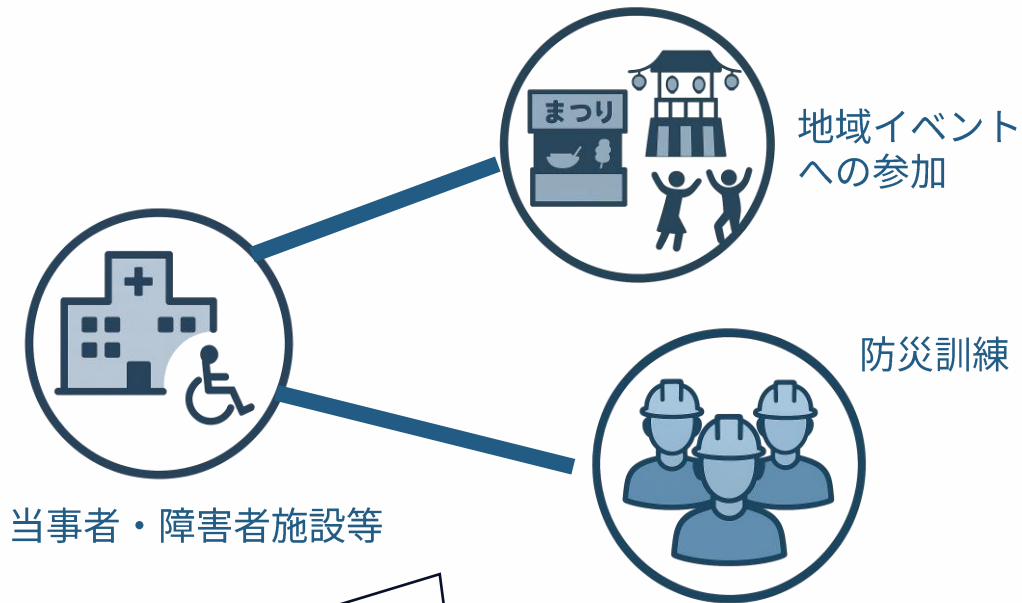 まつり
地域イベント
への参加
防災訓練
当事者・障害者施設等